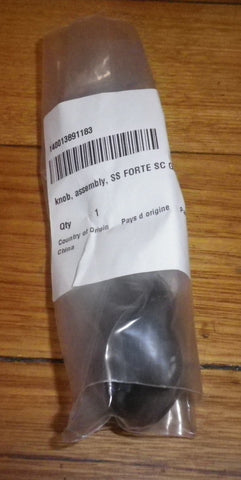 140013891183
knob, assembly, SS FORTE SC G
Qty 1
Country of Origin Pays d origine
China